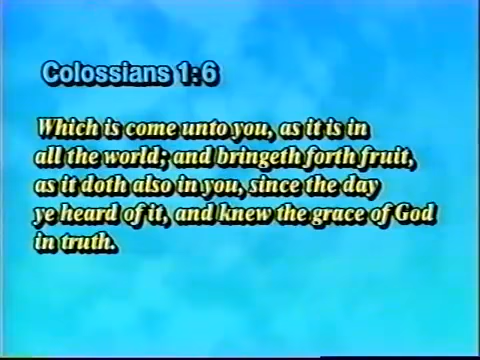 Colossians 1:6
Which is come unto you, as it is in
all the world; and bringeth forth fruit,
as it doth also in you, since the day
ye heard of it, and knew the grace of God
in truth.